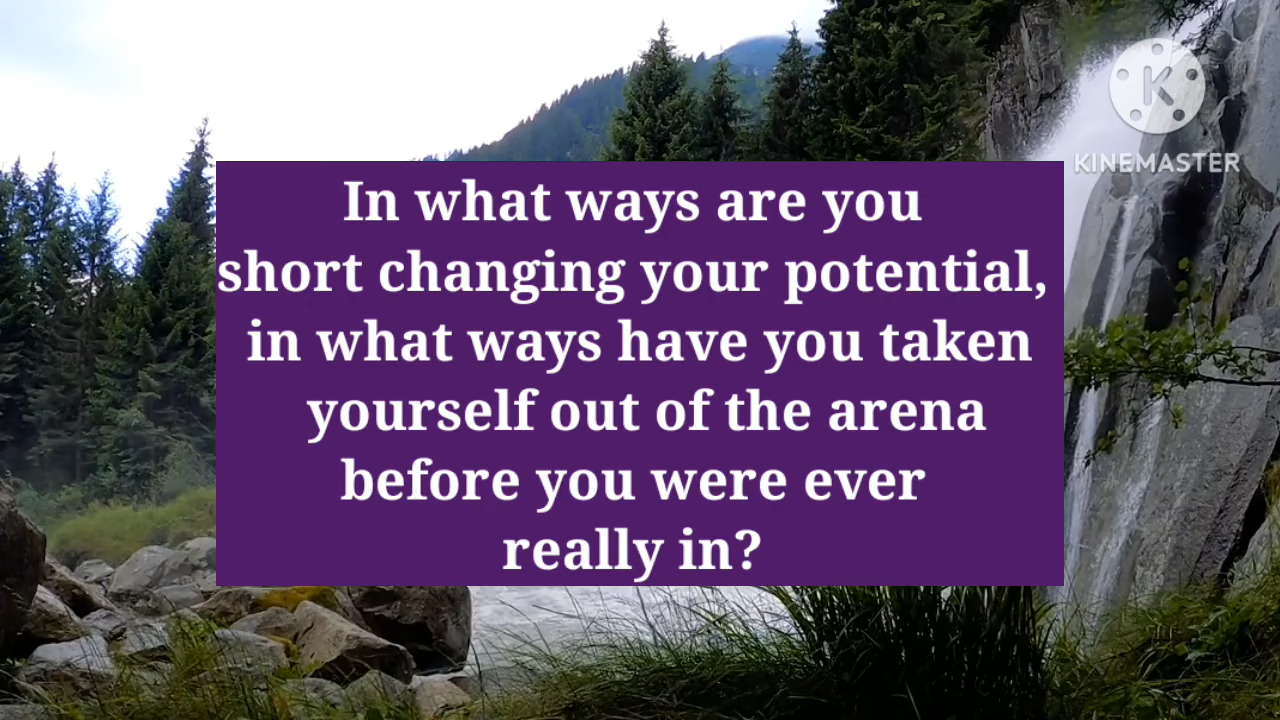 In what ways are you
short changing your potential,
in what ways have you taken
yourself out of the arena
before you were ever
really in?
K
KINEMASTER